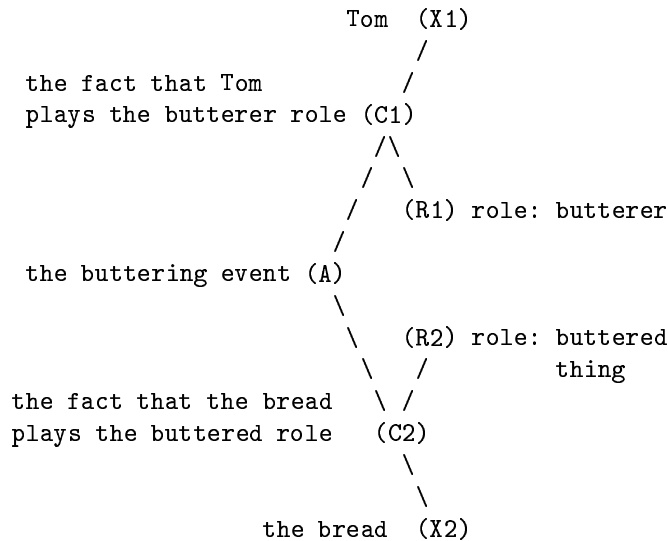 Tom (X1)
the fact that Tom
plays the butterer role (C1)
(R1) role: butterer
the buttering event (A)
(R2) role: buttered
thing
the fact that the bread
plays the buttered role (C2)
the bread (X2)